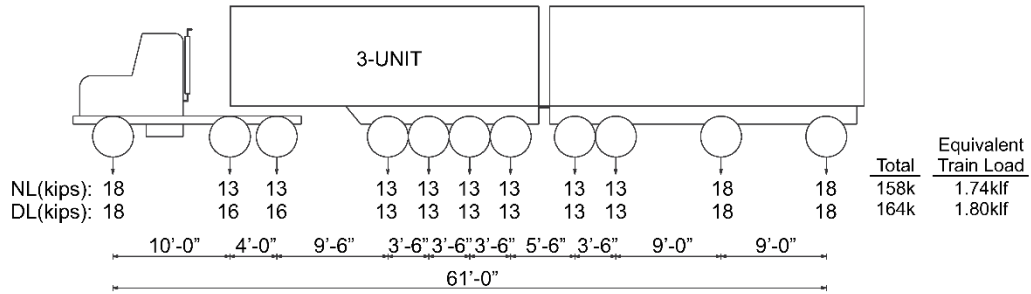 3-UNIT
Equivalent
Total Train Load
NL(kips): 18 13 13 13 13 13 13 13 13 18 18 158k 1.74klf
DL(kips): 18 16 16 13 13 13 13 13 13 18 18 164k 1.80klf
10'-0" 4'-0" 9'-6" 3'-6" 3'-6" 3'-6" 5'-6" 3'-6" 9'-0" 9'-0"
61'-0"